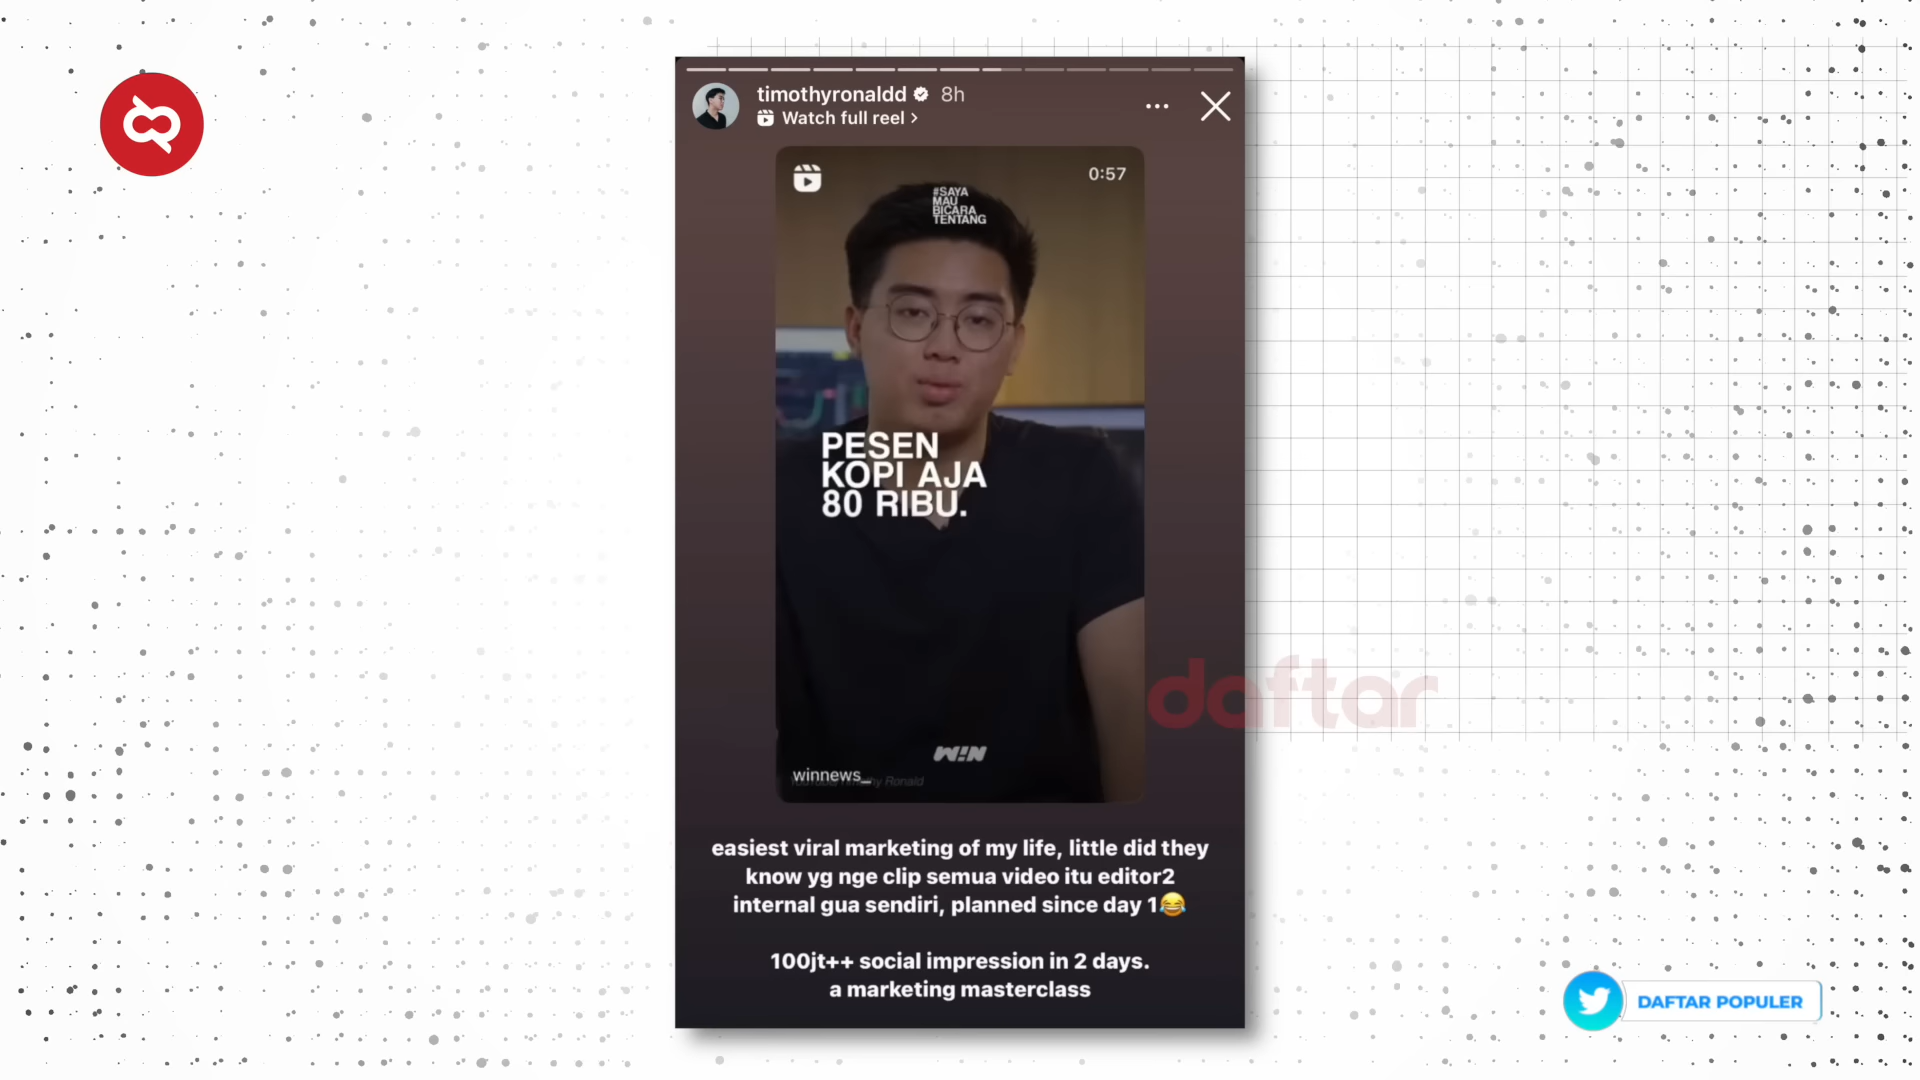 timothyronaldd 8h
Watch full reel >
0:57
#SAYA
MAU
BICARA
TENTANG
PESEN
KOPI AJA
80 RIBU.
W!N
winnews_
Ronald
easiest viral marketing of my life, little did they
know yg nge clip semua video itu editor2
internal gua sendiri, planned since day 1😂
100jt++ social impression in 2 days.
a marketing masterclass
daftar
DAFTAR POPULER